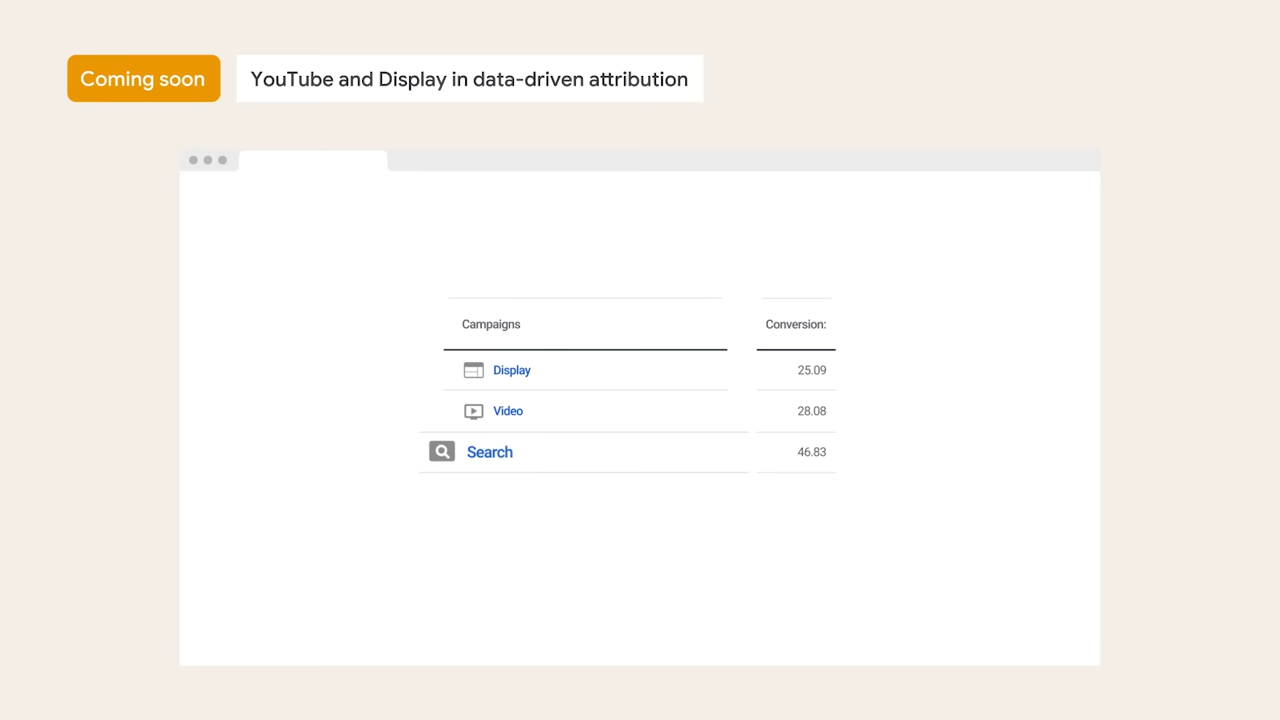 Coming soon
YouTube and Display in data-driven attribution
Campaigns Conversion:
Display 25.09
Video 28.08
Search 46.83